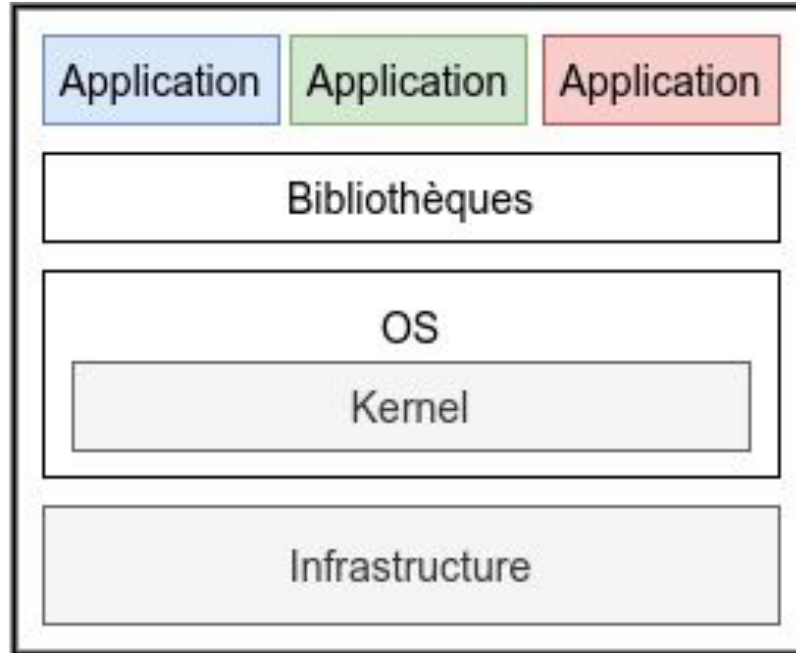 Application Application Application
Bibliothèques
OS
Kernel
Infrastructure